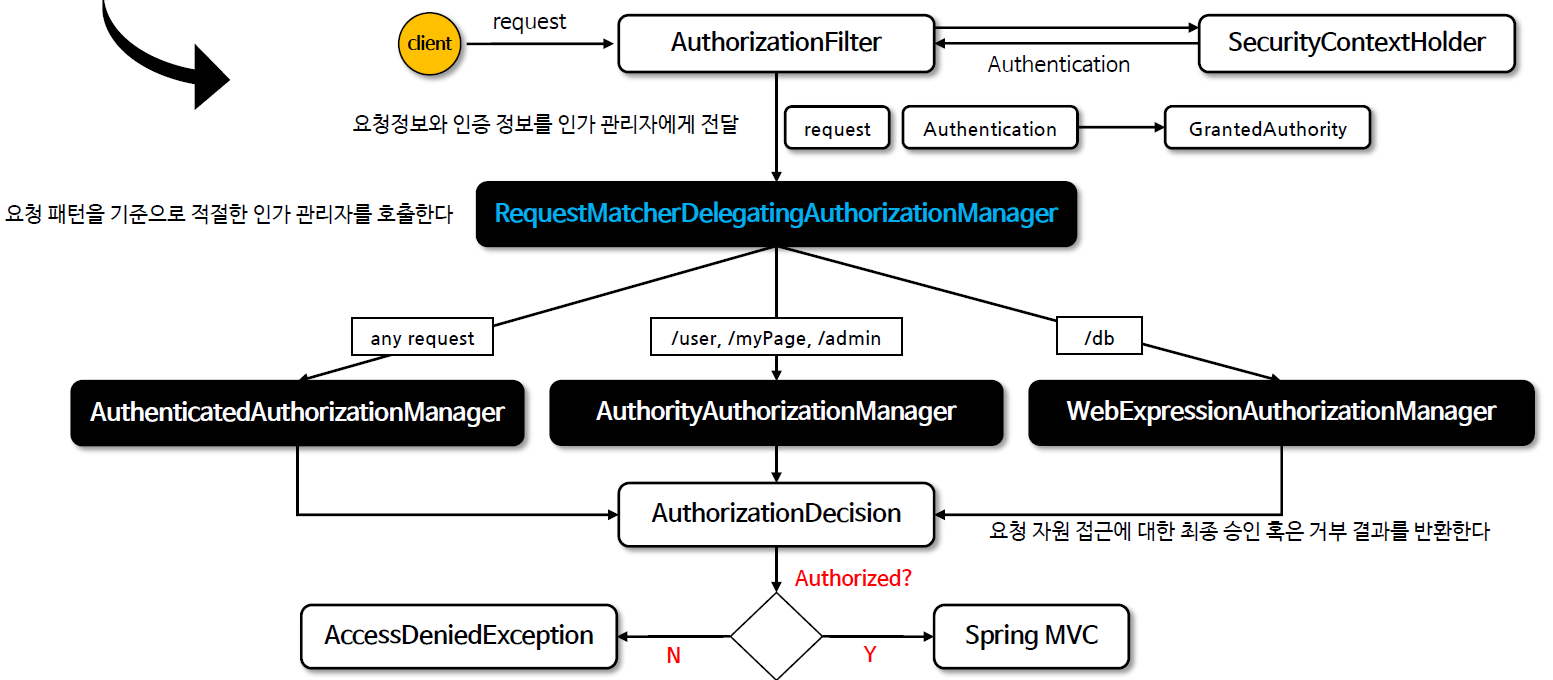 client
request
AuthorizationFilter
SecurityContextHolder
Authentication
요청정보와 인증 정보를 인가 관리자에게 전달
request
Authentication
GrantedAuthority
요청 패턴을 기준으로 적절한 인가 관리자를 호출한다
RequestMatcherDelegatingAuthorizationManager
any request
/user, /myPage, /admin
/db
AuthenticatedAuthorizationManager
AuthorityAuthorizationManager
WebExpressionAuthorizationManager
AuthorizationDecision
요청 자원 접근에 대한 최종 승인 혹은 거부 결과를 반환한다
Authorized?
AccessDeniedException
N
Y
Spring MVC